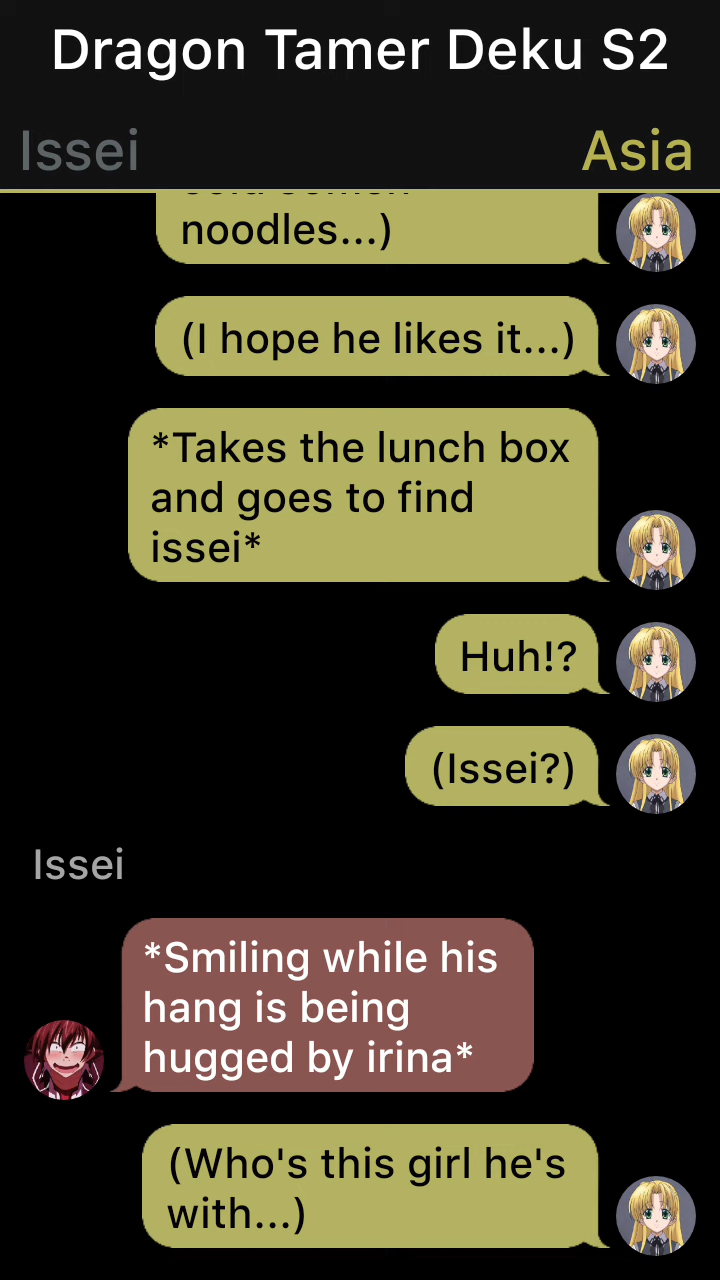 Dragon Tamer Deku S2
Issei
Asia
noodles...)
(I hope he likes it...)
*Takes the lunch box
and goes to find
issei*
Huh!?
(Issei?)
Issei
*Smiling while his
hang is being
hugged by irina*
(Who's this girl he's
with...)